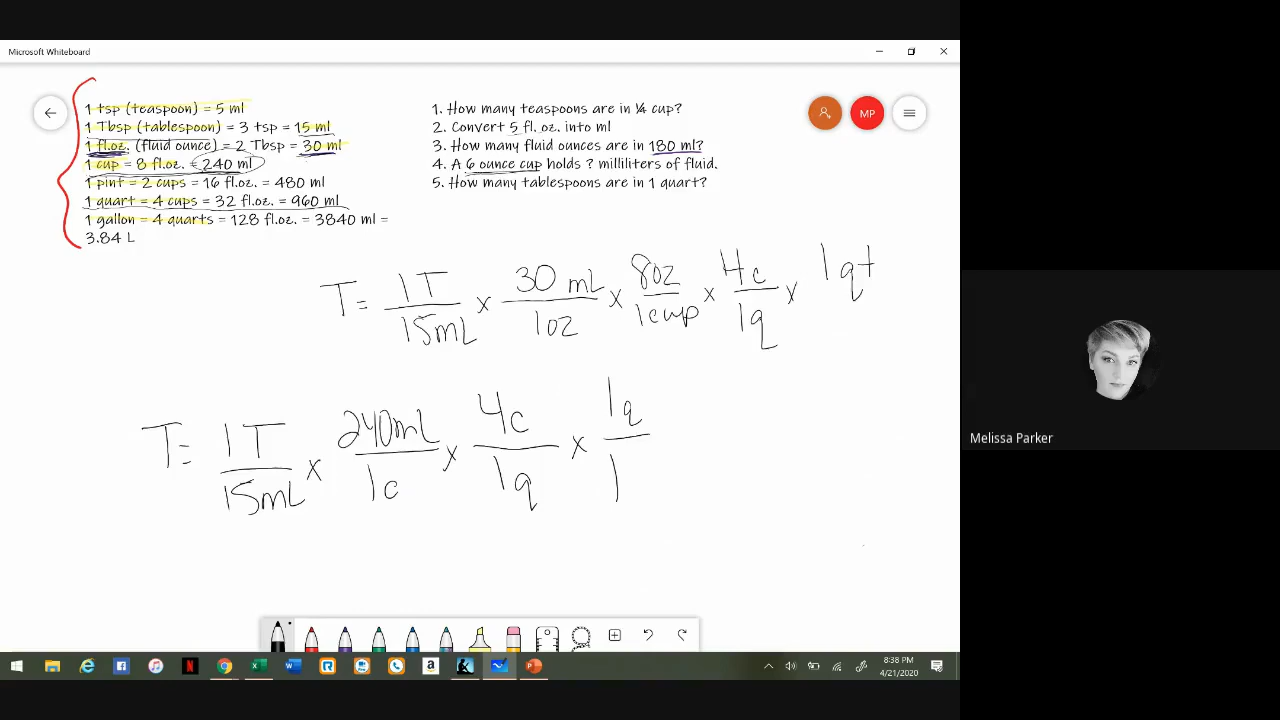 Microsoft Whiteboard
1 tsp (teaspoon) = 5 ml
1 Tbsp (tablespoon) = 3 tsp = 15 ml
1 fl.oz. (fluid ounce) = 2 Tbsp = 30 ml
1 cup = 8 fl.oz. = 240 ml
1 pint = 2 cups = 16 fl.oz. = 480 ml
1 quart = 4 cups = 32 fl.oz. = 960 ml
1 gallon = 4 quarts = 128 fl.oz. = 3840 ml =
3.84 L
1. How many teaspoons are in ¼ cup?
2. Convert 5 fl. oz. into ml
3. How many fluid ounces are in 180 ml?
4. A 6 ounce cup holds ? milliliters of fluid.
5. How many tablespoons are in 1 quart?
MP
T= 1T/15mL x 30 mL/1oz x 8oz/1cup x 4c/1q x 1qt
T= 1T/15mL x 240mL/1c x 4c/1q x 1q/1
Melissa Parker
8:38 PM
4/21/2020